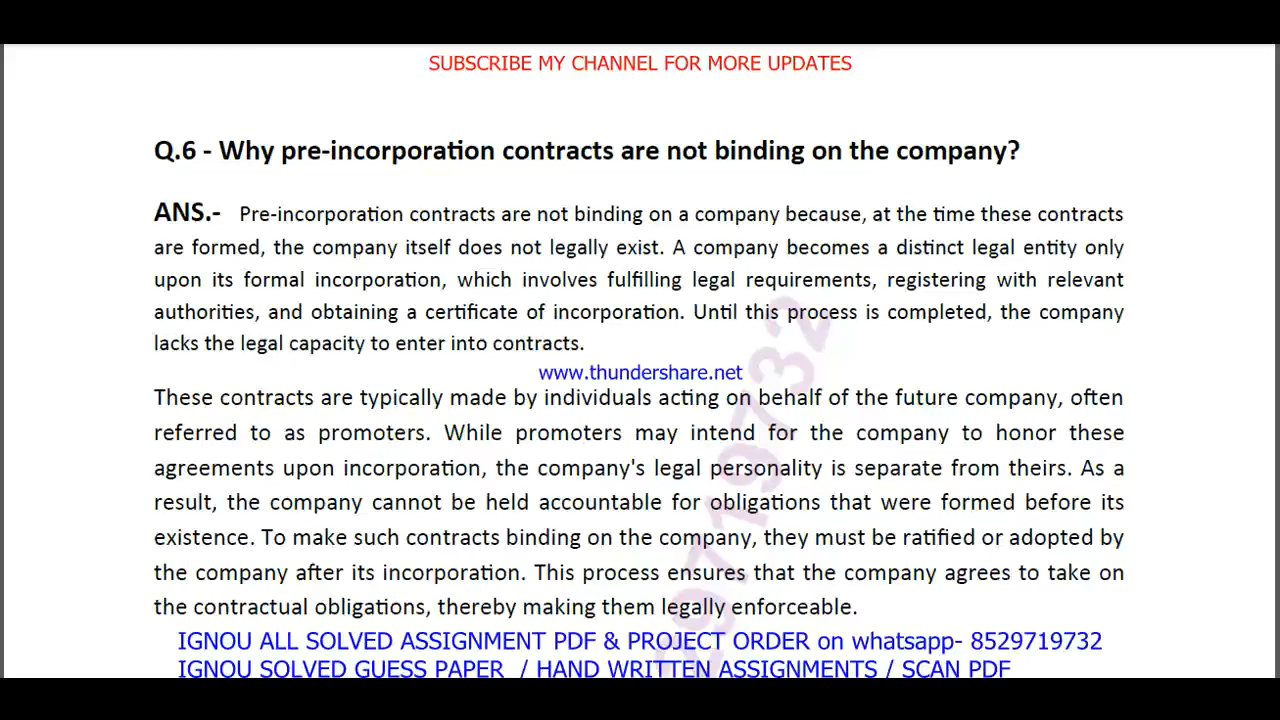 SUBSCRIBE MY CHANNEL FOR MORE UPDATES
Q.6 - Why pre-incorporation contracts are not binding on the company?
ANS.- Pre-incorporation contracts are not binding on a company because, at the time these contracts
are formed, the company itself does not legally exist. A company becomes a distinct legal entity only
upon its formal incorporation, which involves fulfilling legal requirements, registering with relevant
authorities, and obtaining a certificate of incorporation. Until this process is completed, the company
lacks the legal capacity to enter into contracts.
www.thundershare.net
These contracts are typically made by individuals acting on behalf of the future company, often
referred to as promoters. While promoters may intend for the company to honor these
agreements upon incorporation, the company's legal personality is separate from theirs. As a
result, the company cannot be held accountable for obligations that were formed before its
existence. To make such contracts binding on the company, they must be ratified or adopted by
the company after its incorporation. This process ensures that the company agrees to take on
the contractual obligations, thereby making them legally enforceable.
IGNOU ALL SOLVED ASSIGNMENT PDF & PROJECT ORDER on whatsapp- 8529719732
IGNOU SOLVED GUESS PAPER / HAND WRITTEN ASSIGNMENTS / SCAN PDF
29719732